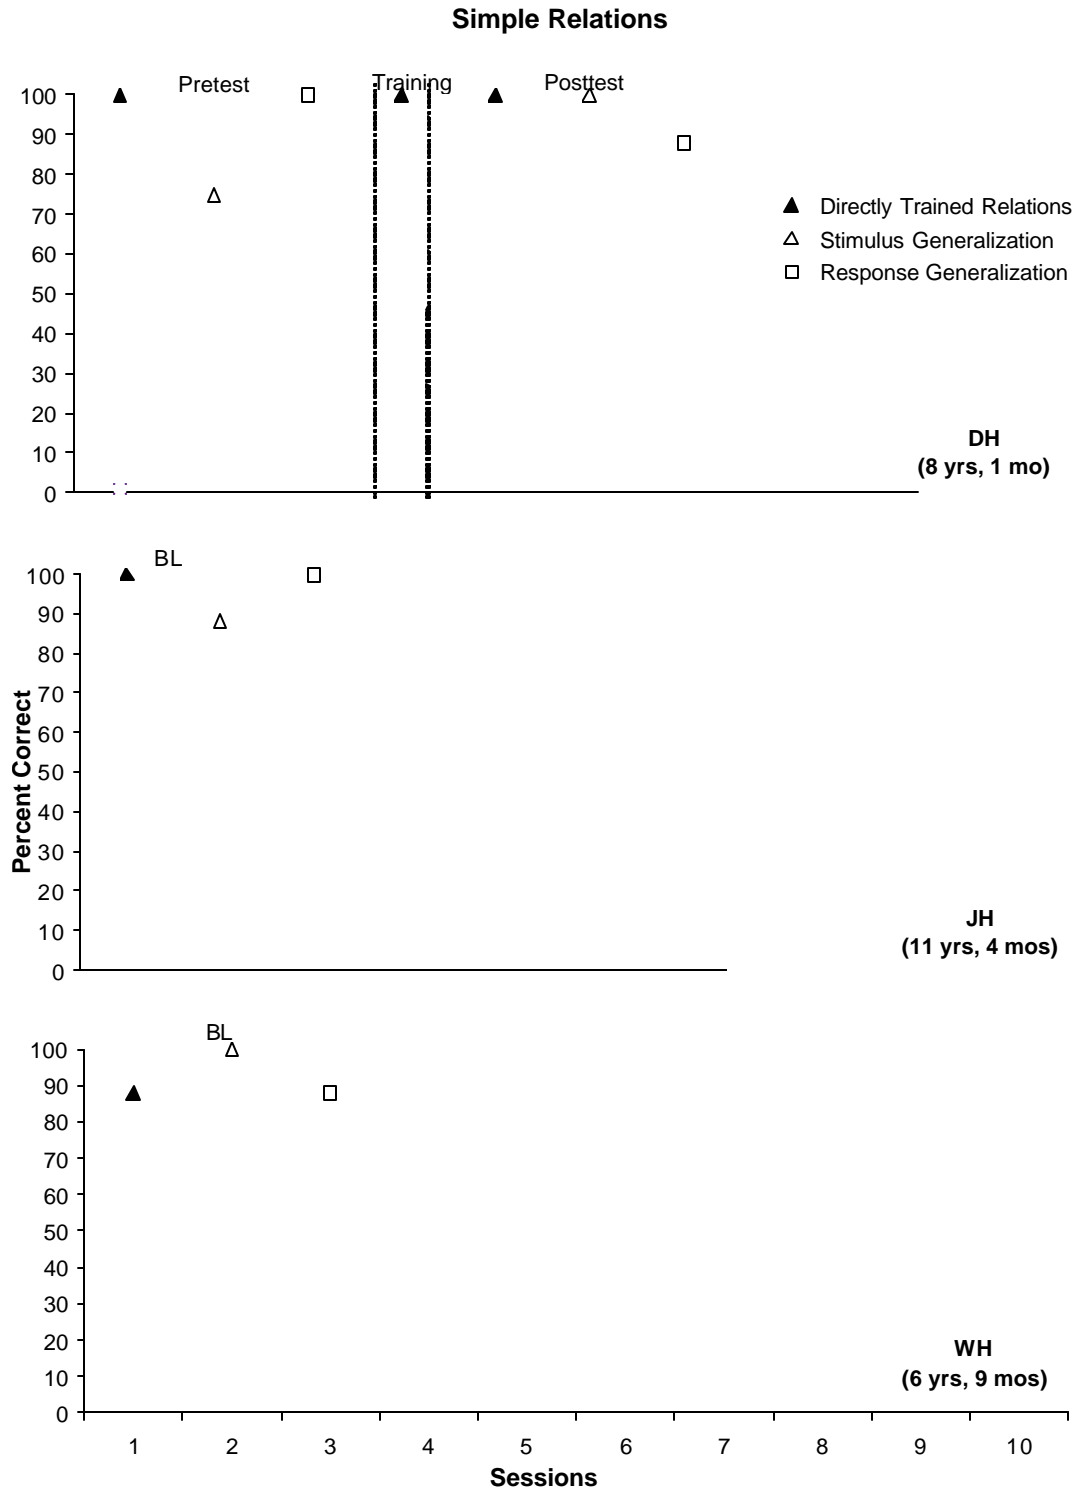 Simple Relations
Pretest Training Posttest
100
90
80
70
60
50
40
30
20
10
0
Directly Trained Relations
Stimulus Generalization
Response Generalization
DH
(8 yrs, 1 mo)
BL
100
90
80
70
60
50
40
30
20
10
0
Percent Correct
JH
(11 yrs, 4 mos)
BL
100
90
80
70
60
50
40
30
20
10
0
WH
(6 yrs, 9 mos)
1 2 3 4 5 6 7 8 9 10
Sessions